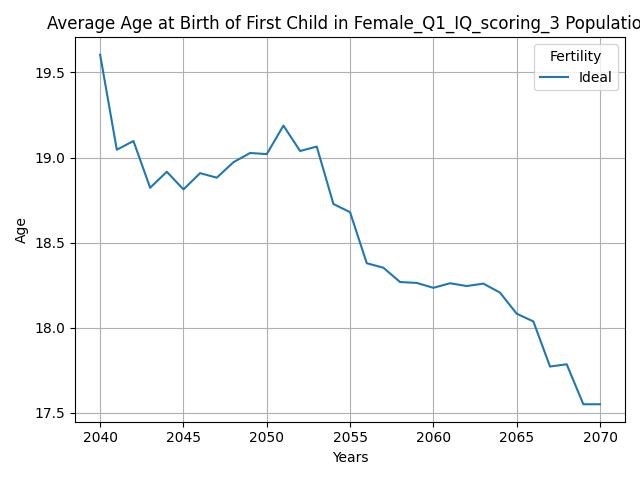 Average Age at Birth of First Child in Female_Q1_IQ_scoring_3 Populatio
Fertility
Ideal
19.5
19.0
18.5
18.0
17.5
Age
2040 2045 2050 2055 2060 2065 2070
Years